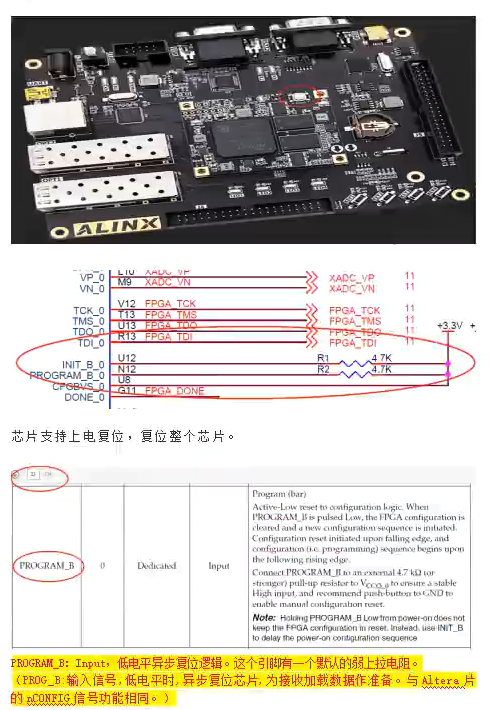 ALINX
VP_0 L10 XADC_VP XADC_VP 11
VN_0 M9 XADC_VN XADC_VN 11
TCK_0 V12 FPGA_TCK FPGA_TCK 11
TMS_0 T13 FPGA_TMS FPGA_TMS 11
TDO_0 U13 FPGA_TDO FPGA_TDO 11
TDI_0 R13 FPGA_TDI FPGA_TDI 11
+3.3V
INIT_B_0 U12 R1 4.7K
PROGRAM_B_0 N12 R2 4.7K
CFGBVS_0 U8
DONE_0 G11 FPGA_DONE
芯片支持上电复位，复位整个芯片。
Program (bar)
Active-Low reset to configuration logic. When
PROGRAM_B is pulsed Low, the FPGA configuration is
cleared and a new configuration sequence is initiated.
Configuration reset initiated upon falling edge, and
configuration (i.e. programming) sequence begins upon
the following rising edge.
PROGRAM_B 0 Dedicated Input
Connect PROGRAM_B to an external 4.7 kΩ (or
stronger) pull-up resistor to VCCO_0 to ensure a stable
High input, and recommend push-button to GND to
enable manual configuration reset.
Note: Holding PROGRAM_B Low from power-on does not
keep the FPGA configuration in reset. Instead, use INIT_B
to delay the power-on configuration sequence
PROGRAM_B: Input，低电平异步复位逻辑。这个引脚有一个默认的弱上拉电阻。
（PROG_B:输入信号,低电平时,异步复位芯片,为接收加载数据作准备。与Altera 片
的 nCONFIG 信号功能相同。）